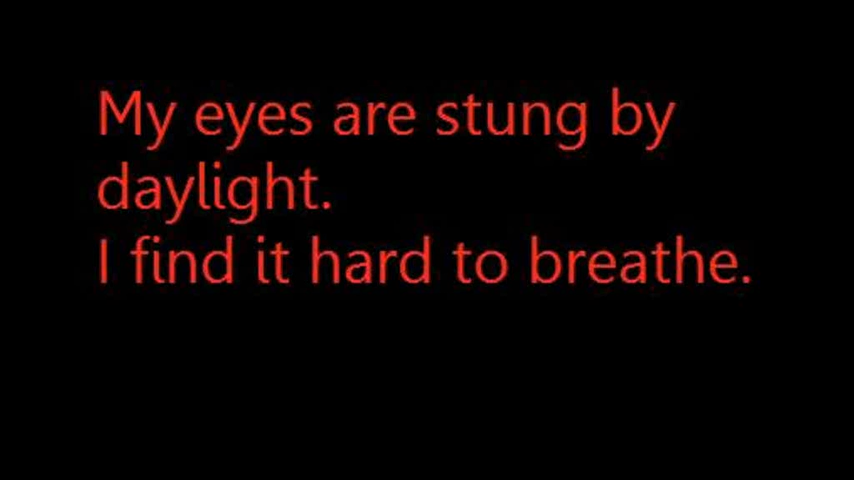 My eyes are stung by
daylight.
I find it hard to breathe.